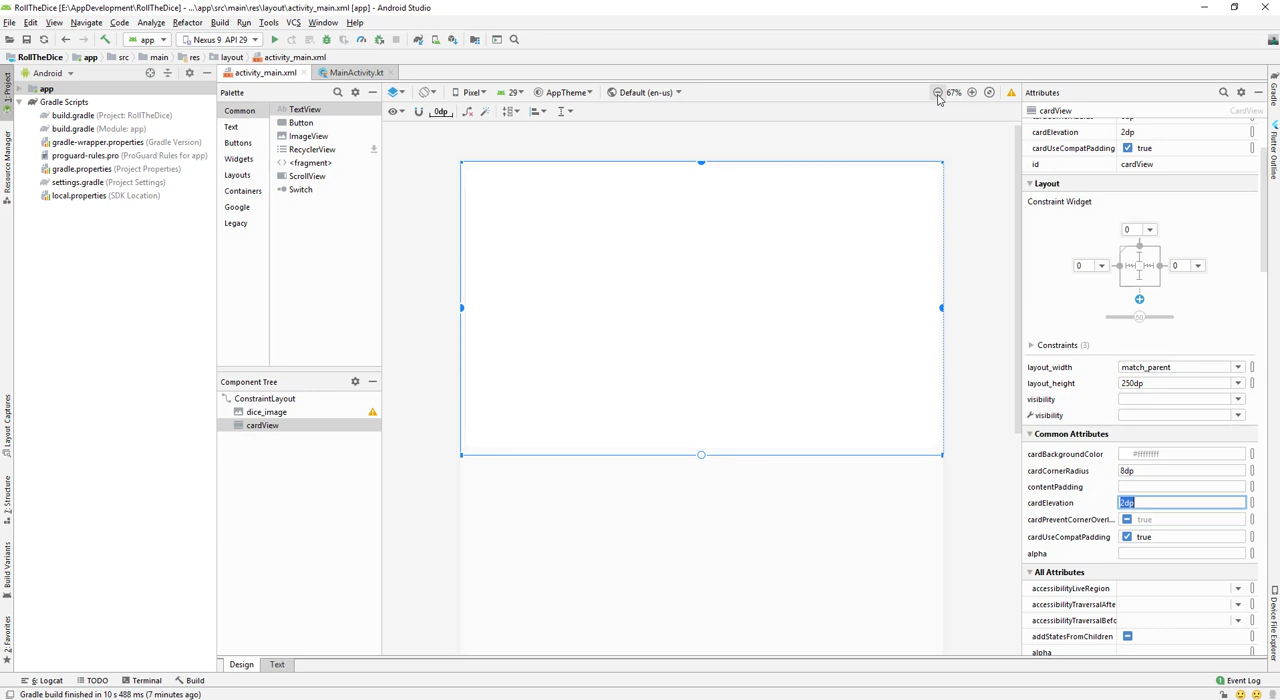 RollTheDice [E:\AppDevelopment\RollTheDice] - ...\app\src\main\res\layout\activity_main.xml [app] - Android Studio
File Edit View Navigate Code Analyze Refactor Build Run Tools VCS Window Help
app Nexus 9 API 29
RollTheDice app src main res layout activity_main.xml
Android
activity_main.xml MainActivity.kt
1: Project
Resource Manager
Layout Captures
Z: Structure
Build Variants
2: Favorites
app
Gradle Scripts
build.gradle (Project: RollTheDice)
build.gradle (Module: app)
gradle-wrapper.properties (Gradle Version)
proguard-rules.pro (ProGuard Rules for app)
gradle.properties (Project Properties)
settings.gradle (Project Settings)
local.properties (SDK Location)
Palette
Common
Text
Buttons
Widgets
Layouts
Containers
Google
Legacy
Ab TextView
Button
ImageView
RecyclerView
<> <fragment>
ScrollView
Switch
Component Tree
ConstraintLayout
dice_image
cardView
Pixel 29 AppTheme Default (en-us) 67%
0dp
Design Text
Attributes
cardView CardView
cardElevation 2dp
cardUseCompatPadding true
id cardView
Layout
Constraint Widget
0
0 0
50
Constraints (3)
layout_width match_parent
layout_height 250dp
visibility
visibility
Common Attributes
cardBackgroundColor #ffffffff
cardCornerRadius 8dp
contentPadding
cardElevation 2dp
cardPreventCornerOverl... true
cardUseCompatPadding true
alpha
All Attributes
accessibilityLiveRegion
accessibilityTraversalAfte
accessibilityTraversalBefc
addStatesFromChildren
alpha
Gradle
Flutter Outline
Device File Explorer
6: Logcat TODO Terminal Build Event Log
Gradle build finished in 10 s 488 ms (7 minutes ago)